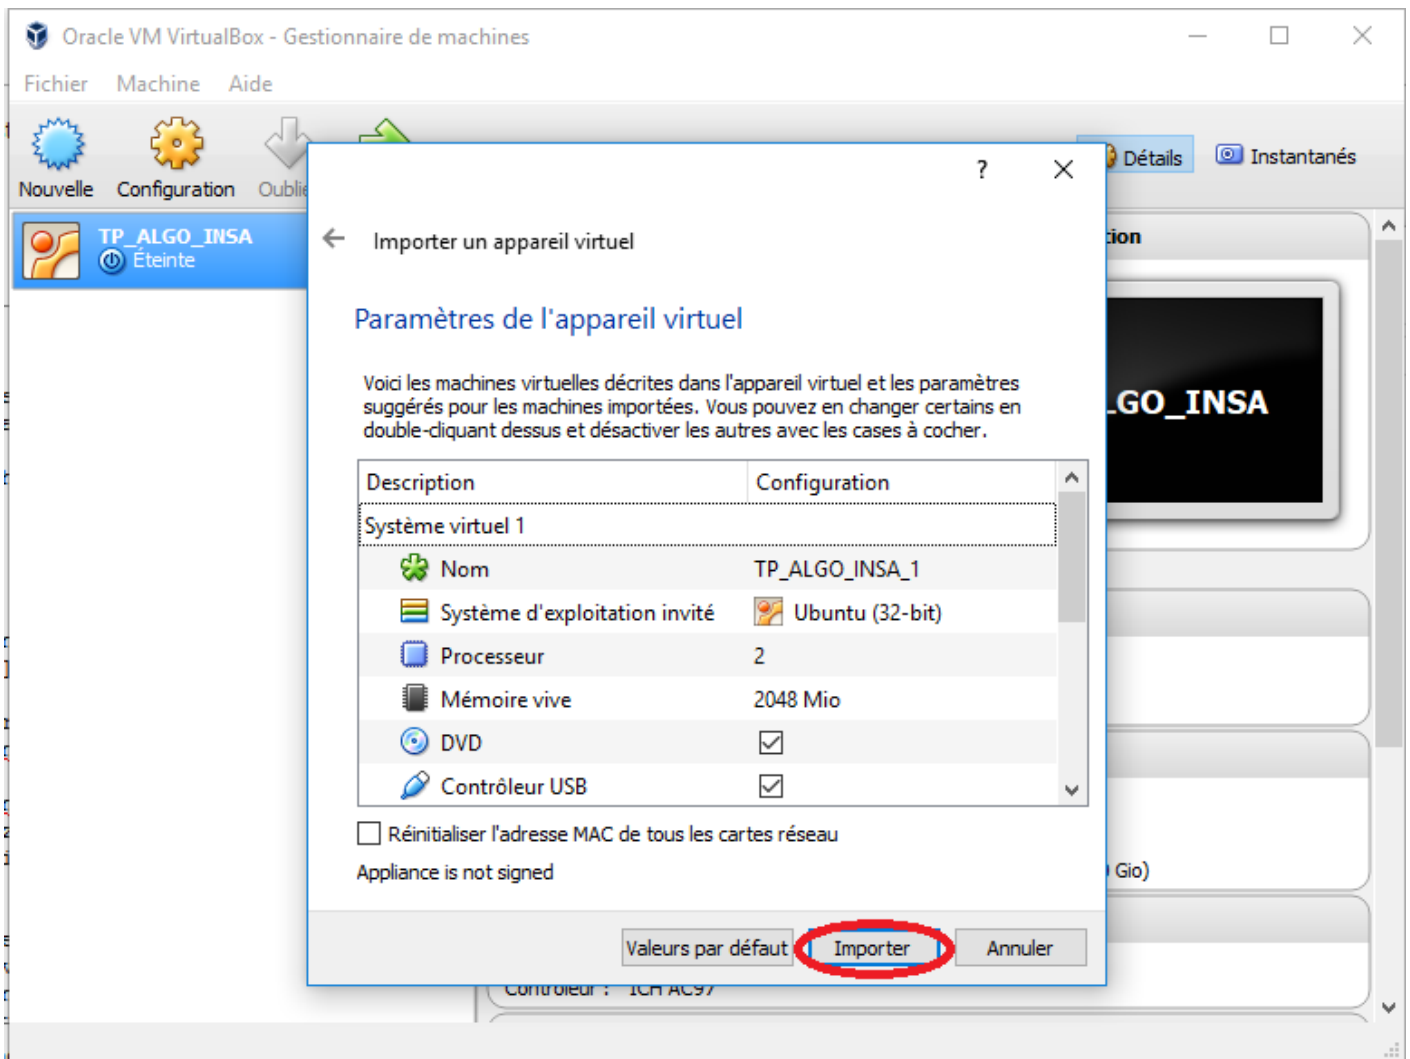 Oracle VM VirtualBox - Gestionnaire de machines
Fichier Machine Aide
Nouvelle Configuration
Détails Instantanés
TP_ALGO_INSA
Éteinte
?
Importer un appareil virtuel
Paramètres de l'appareil virtuel
Voici les machines virtuelles décrites dans l'appareil virtuel et les paramètres
suggérés pour les machines importées. Vous pouvez en changer certains en
double-cliquant dessus et désactiver les autres avec les cases à cocher.
GO_INSA
Description Configuration
Système virtuel 1
Nom TP_ALGO_INSA_1
Système d'exploitation invité Ubuntu (32-bit)
Processeur 2
Mémoire vive 2048 Mio
DVD
Contrôleur USB
Réinitialiser l'adresse MAC de tous les cartes réseau
Appliance is not signed
Gio)
Valeurs par défaut Importer Annuler
Contrôleur : ICH AC97